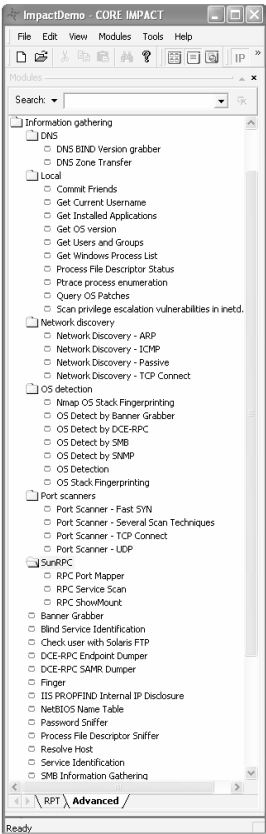 ImpactDemo - CORE IMPACT
File Edit View Modules Tools Help
IP
Modules
Search:
Information gathering
DNS
DNS BIND Version grabber
DNS Zone Transfer
Local
Commit Friends
Get Current Username
Get Installed Applications
Get OS version
Get Users and Groups
Get Windows Process List
Process File Descriptor Status
Ptrace process enumeration
Query OS Patches
Scan privilege escalation vulnerabilities in inetd.
Network discovery
Network Discovery - ARP
Network Discovery - ICMP
Network Discovery - Passive
Network Discovery - TCP Connect
OS detection
Nmap OS Stack Fingerprinting
OS Detect by Banner Grabber
OS Detect by DCE-RPC
OS Detect by SMB
OS Detect by SNMP
OS Detection
OS Stack Fingerprinting
Port scanners
Port Scanner - Fast SYN
Port Scanner - Several Scan Techniques
Port Scanner - TCP Connect
Port Scanner - UDP
SunRPC
RPC Port Mapper
RPC Service Scan
RPC ShowMount
Banner Grabber
Blind Service Identification
Check user with Solaris FTP
DCE-RPC Endpoint Dumper
DCE-RPC SAMR Dumper
Finger
IIS PROPFIND Internal IP Disclosure
NetBIOS Name Table
Password Sniffer
Process File Descriptor Sniffer
Resolve Host
Service Identification
SMB Information Gathering
RPT Advanced
Ready